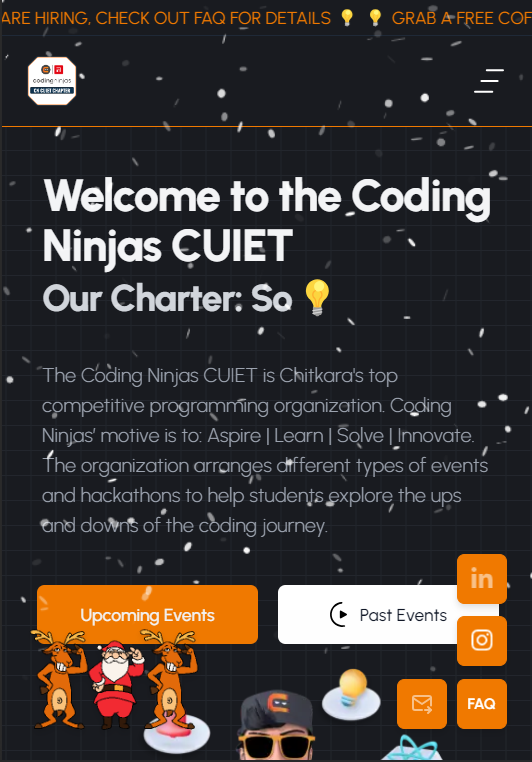 ARE HIRING, CHECK OUT FAQ FOR DETAILS 💡 💡 GRAB A FREE COF
coding ninjas
CN CUIET CHAPTER
Welcome to the Coding
Ninjas CUIET
Our Charter: So 💡
The Coding Ninjas CUIET is Chitkara's top
competitive programming organization. Coding
Ninjas’ motive is to: Aspire | Learn | Solve | Innovate.
The organization arranges different types of events
and hackathons to help students explore the ups
and downs of the coding journey.
in
Upcoming Events
Past Events
FAQ